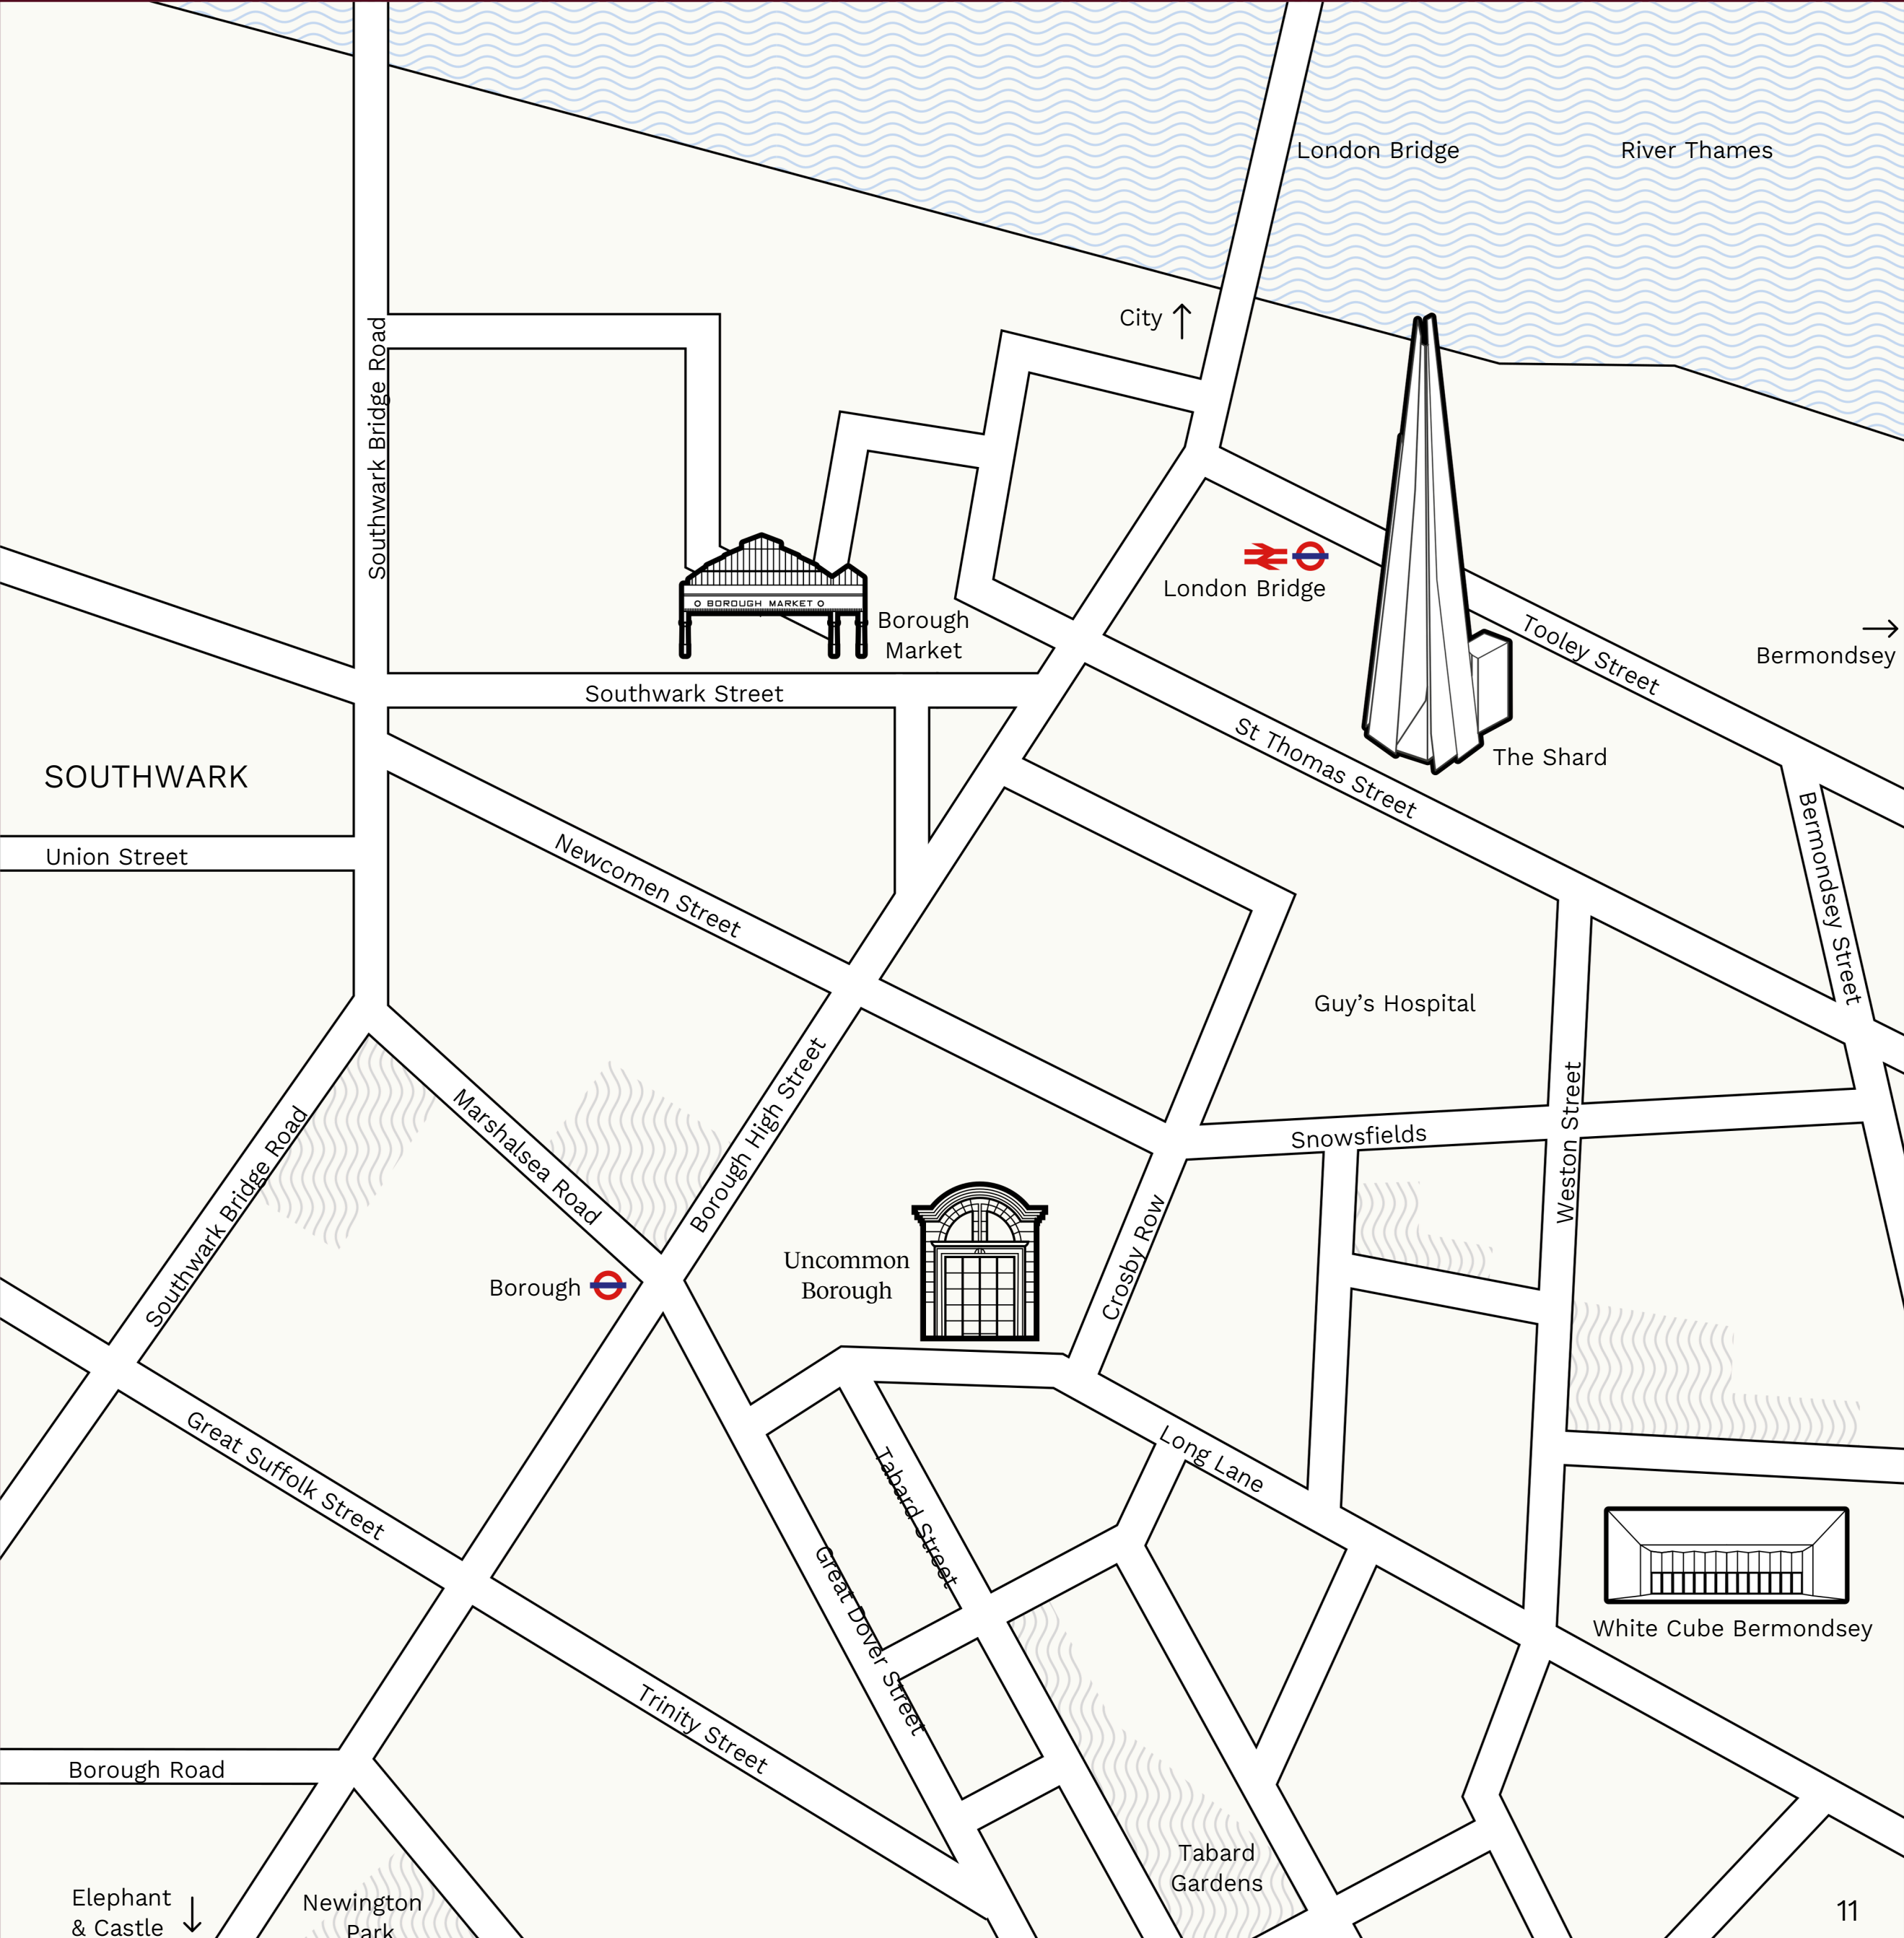 London Bridge
River Thames
City
Southwark Bridge Road
London Bridge
BOROUGH MARKET
Borough
Market
Tooley Street
Bermondsey
Southwark Street
St Thomas Street
The Shard
SOUTHWARK
Union Street
Newcomen Street
Bermondsey Street
Guy’s Hospital
Marshalsea Road
Borough High Street
Snowsfields
Weston Street
Southwark Bridge Road
Crosby Row
Uncommon
Borough
Borough
Great Suffolk Street
Long Lane
Tabard Street
Great Dover Street
White Cube Bermondsey
Trinity Street
Borough Road
Tabard
Gardens
Elephant
& Castle
Newington
Park
11